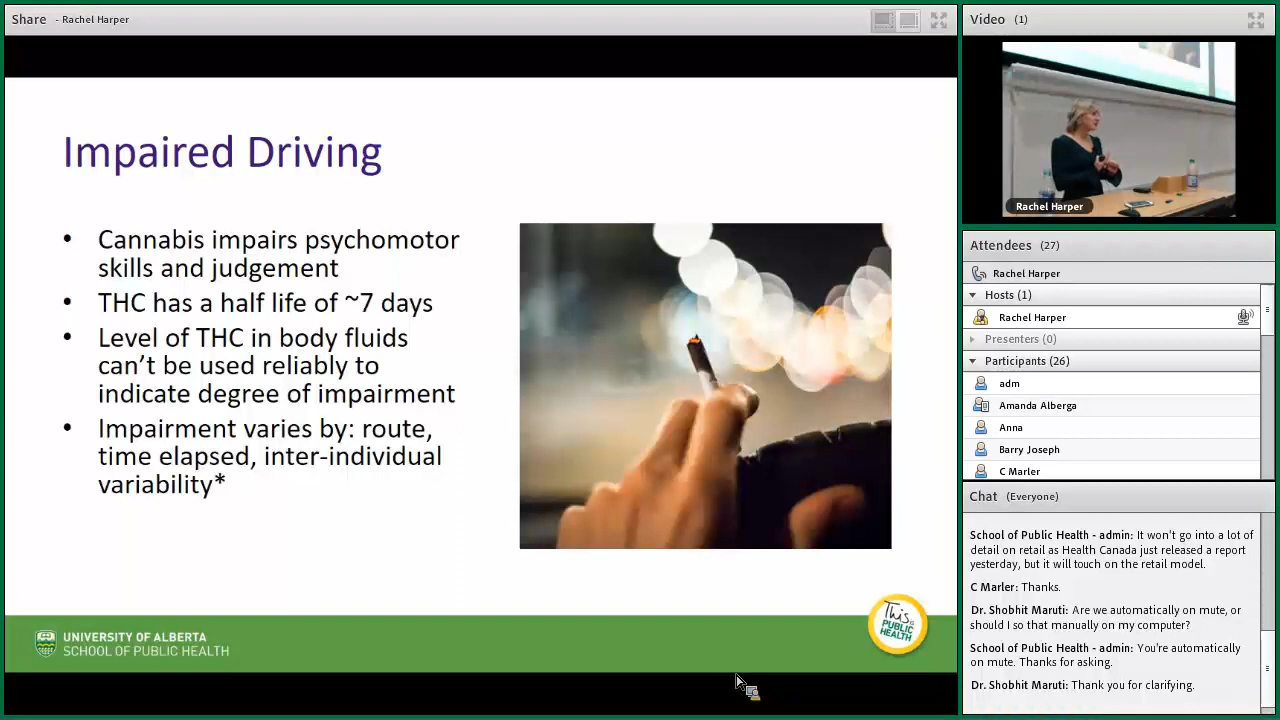 Share - Rachel Harper
Impaired Driving
• Cannabis impairs psychomotor
skills and judgement
• THC has a half life of ~7 days
• Level of THC in body fluids
can’t be used reliably to
indicate degree of impairment
• Impairment varies by: route,
time elapsed, inter-individual
variability*
UNIVERSITY OF ALBERTA
SCHOOL OF PUBLIC HEALTH
This
is
PUBLIC
HEALTH
Video (1)
Rachel Harper
Attendees (27)
Rachel Harper
Hosts (1)
Rachel Harper
Presenters (0)
Participants (26)
adm
Amanda Alberga
Anna
Barry Joseph
C Marler
Chat (Everyone)
School of Public Health - admin: It won't go into a lot of
detail on retail as Health Canada just released a report
yesterday, but it will touch on the retail model.
C Marler: Thanks.
Dr. Shobhit Maruti: Are we automatically on mute, or
should I so that manually on my computer?
School of Public Health - admin: You're automatically
on mute. Thanks for asking.
Dr. Shobhit Maruti: Thank you for clarifying.